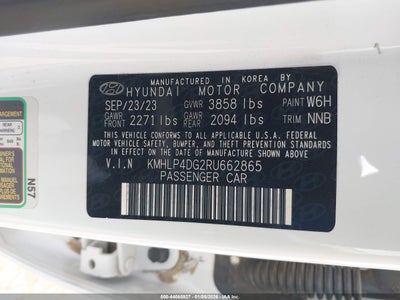 MANUFACTURED IN KOREA BY
HYUNDAI MOTOR COMPANY
SEP/23/23 GVWR 3858 lbs PAINT W6H
GAWR FRONT 2271 lbs GAWR REAR 2094 lbs TRIM NNB
THIS VEHICLE CONFORMS TO ALL APPLICABLE U.S.
FEDERAL MOTOR VEHICLE SAFETY, BUMPER, AND
THEFT PREVENTION STANDARDS IN EFFECT ON THE
DATE OF MANUFACTURE SHOWN ABOVE.
V.I.N KMHLP4DG2RU662865
PASSENGER CAR
N57